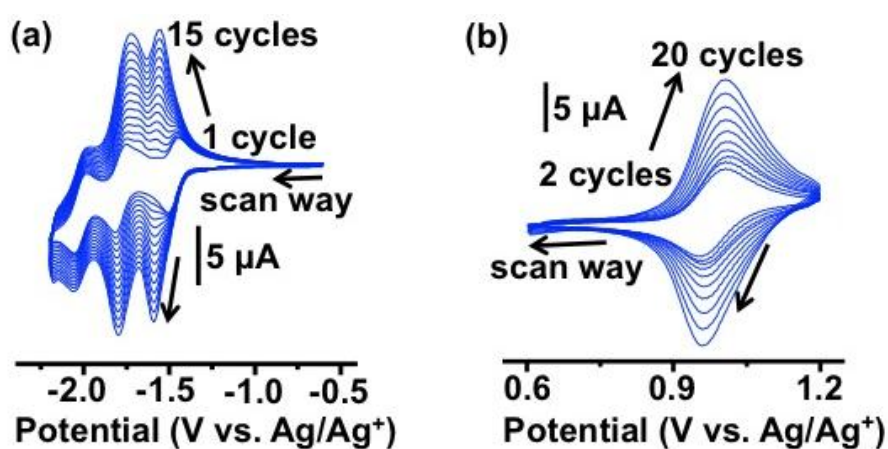 (a)
15 cycles
1 cycle
scan way
5 µA
-2.0 -1.5 -1.0 -0.5
Potential (V vs. Ag/Ag⁺)
(b)
20 cycles
5 µA
2 cycles
scan way
0.6 0.9 1.2
Potential (V vs. Ag/Ag⁺)